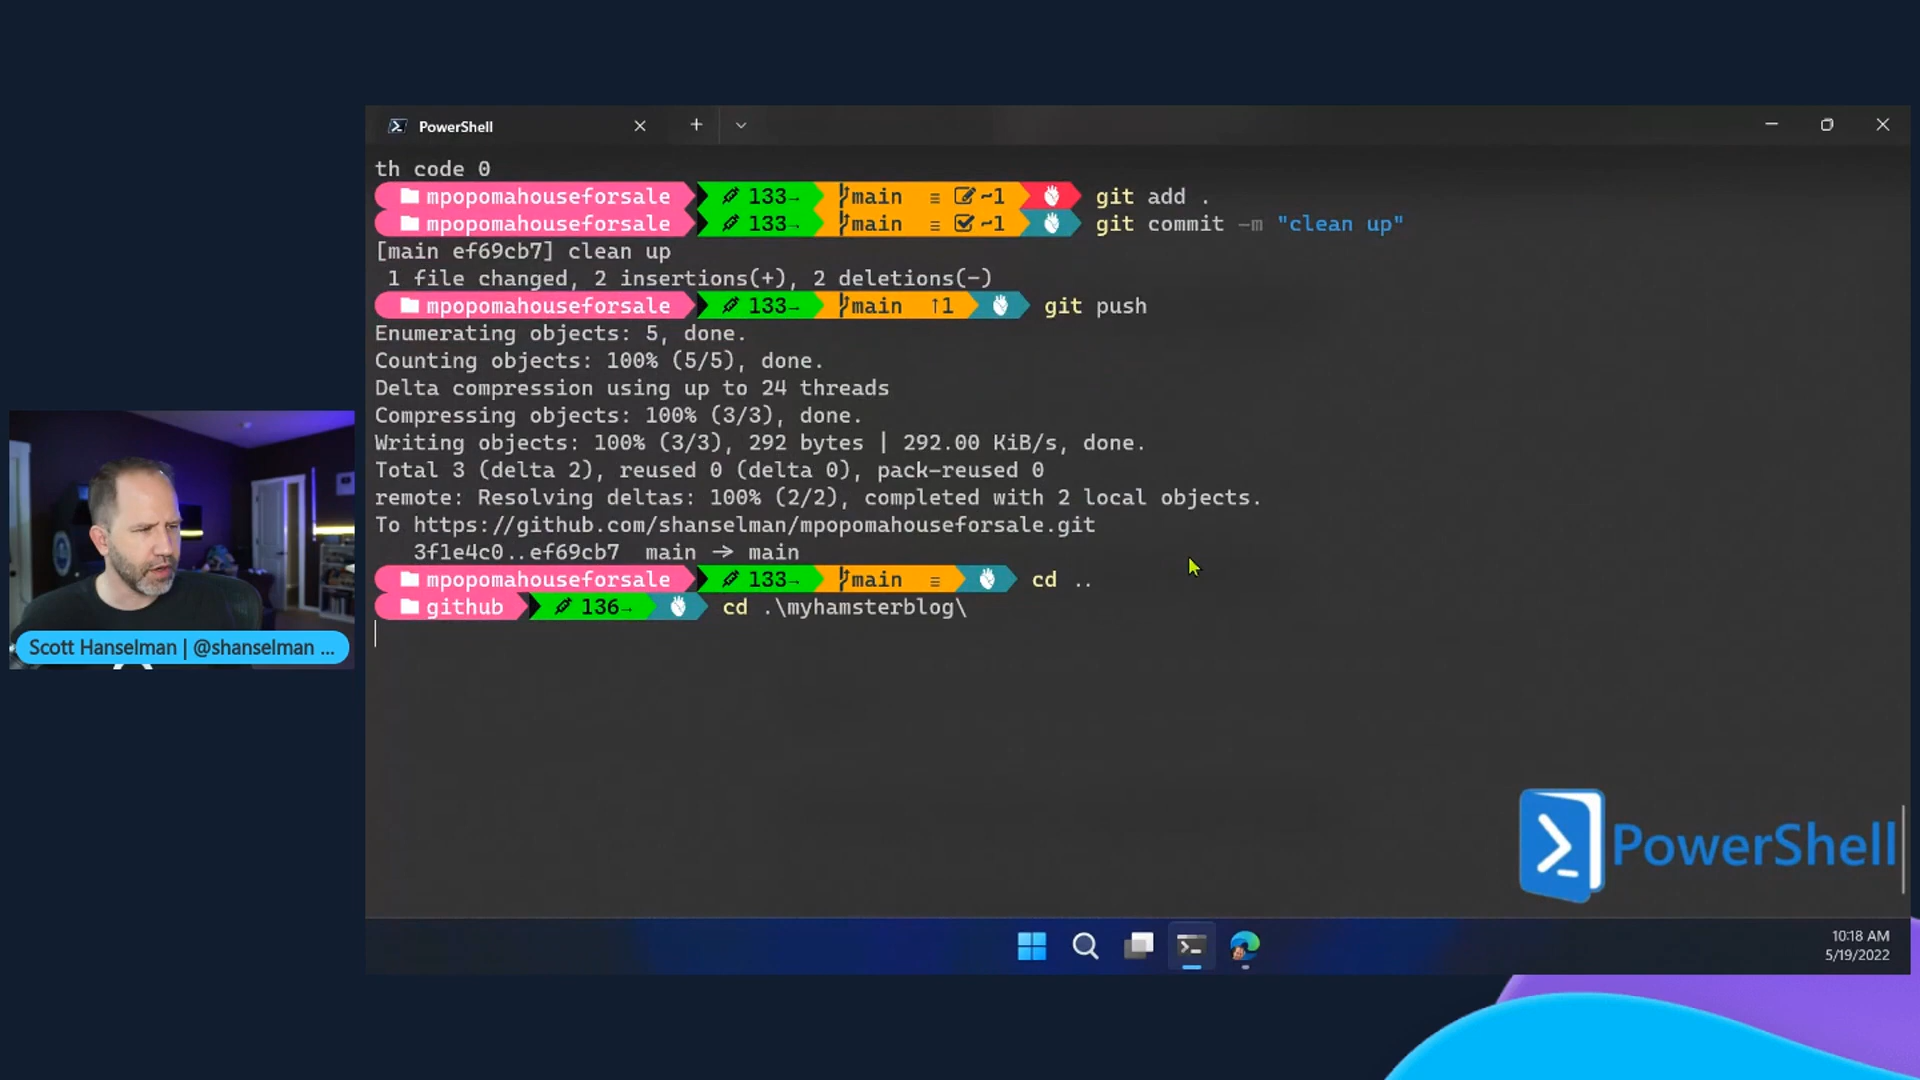 PowerShell
th code 0
mpopomahouseforsale 133→ main ≡ ~1 git add .
mpopomahouseforsale 133→ main ≡ ~1 git commit -m "clean up"
[main ef69cb7] clean up
1 file changed, 2 insertions(+), 2 deletions(-)
mpopomahouseforsale 133→ main ↑1 git push
Enumerating objects: 5, done.
Counting objects: 100% (5/5), done.
Delta compression using up to 24 threads
Compressing objects: 100% (3/3), done.
Writing objects: 100% (3/3), 292 bytes | 292.00 KiB/s, done.
Total 3 (delta 2), reused 0 (delta 0), pack-reused 0
remote: Resolving deltas: 100% (2/2), completed with 2 local objects.
To https://github.com/shanselman/mpopomahouseforsale.git
3f1e4c0..ef69cb7 main -> main
mpopomahouseforsale 133→ main ≡ cd ..
github 136→ cd .\myhamsterblog\
Scott Hanselman | @shanselman ...
PowerShell
10:18 AM
5/19/2022